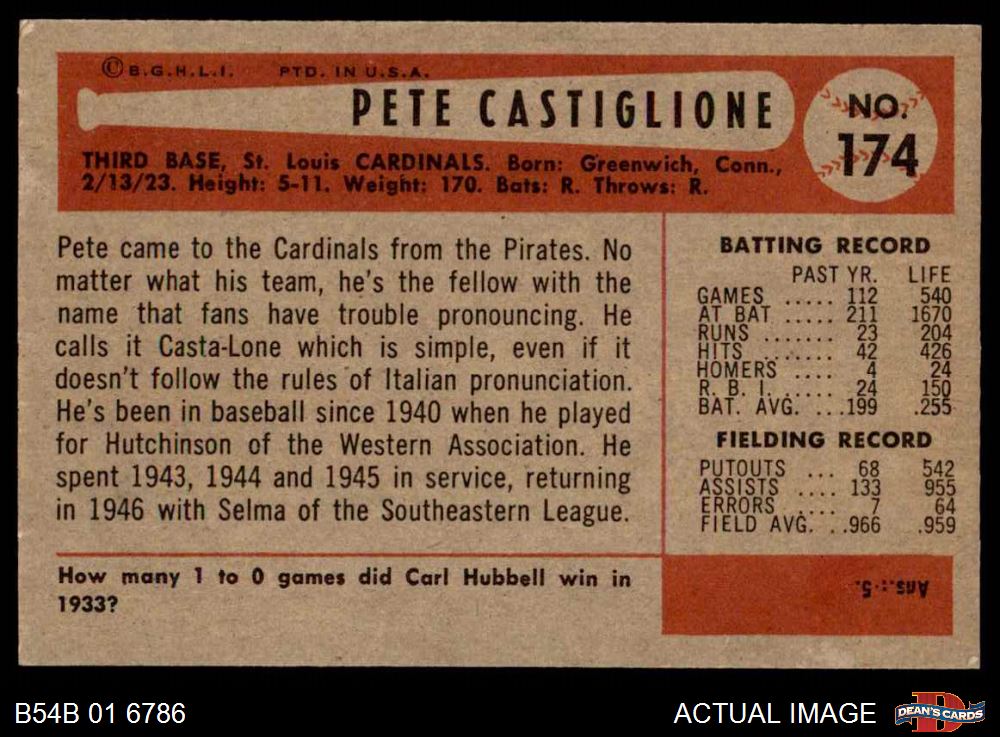 © B.G.H.L.I. PTD. IN U.S.A.
PETE CASTIGLIONE
NO.
174
THIRD BASE, St. Louis CARDINALS. Born: Greenwich, Conn.,
2/13/23. Height: 5-11. Weight: 170. Bats: R. Throws: R.
Pete came to the Cardinals from the Pirates. No
matter what his team, he's the fellow with the
name that fans have trouble pronouncing. He
calls it Casta-Lone which is simple, even if it
doesn't follow the rules of Italian pronunciation.
He's been in baseball since 1940 when he played
for Hutchinson of the Western Association. He
spent 1943, 1944 and 1945 in service, returning
in 1946 with Selma of the Southeastern League.
BATTING RECORD
PAST YR. LIFE
GAMES ..... 112 540
AT BAT ..... 211 1670
RUNS ....... 23 204
HITS ....... 42 426
HOMERS .... 4 24
R. B. I. ..... 24 150
BAT. AVG. ...199 .255
FIELDING RECORD
PUTOUTS ... 68 542
ASSISTS .... 133 955
ERRORS .... 7 64
FIELD AVG. ..966 .959
How many 1 to 0 games did Carl Hubbell win in
1933?
Ans.: 5.
B54B 01 6786
ACTUAL IMAGE
DEAN'S CARDS